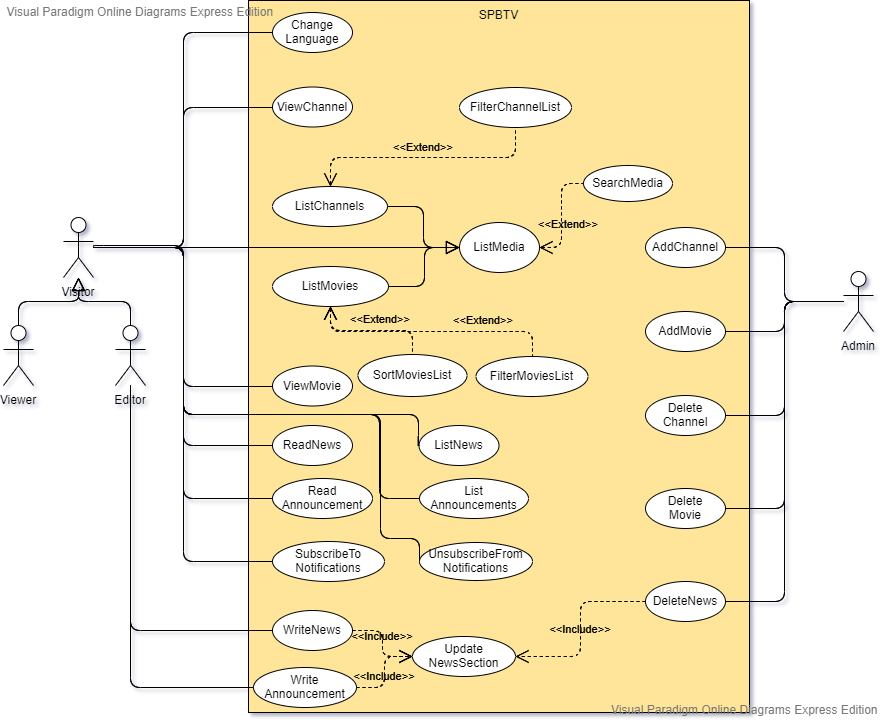 Visual Paradigm Online Diagrams Express Edition
SPBTV
Change
Language
ViewChannel
FilterChannelList
<<Extend>>
SearchMedia
ListChannels
<<Extend>>
ListMedia
AddChannel
Visitor
ListMovies
<<Extend>>
<<Extend>>
AddMovie
Admin
Viewer
Editor
ViewMovie
SortMoviesList
FilterMoviesList
Delete
Channel
ReadNews
ListNews
Read
Announcement
List
Announcements
Delete
Movie
SubscribeTo
Notifications
UnsubscribeFrom
Notifications
DeleteNews
WriteNews
<<Include>>
<<Include>>
Update
NewsSection
<<Include>>
Write
Announcement
Visual Paradigm Online Diagrams Express Edition